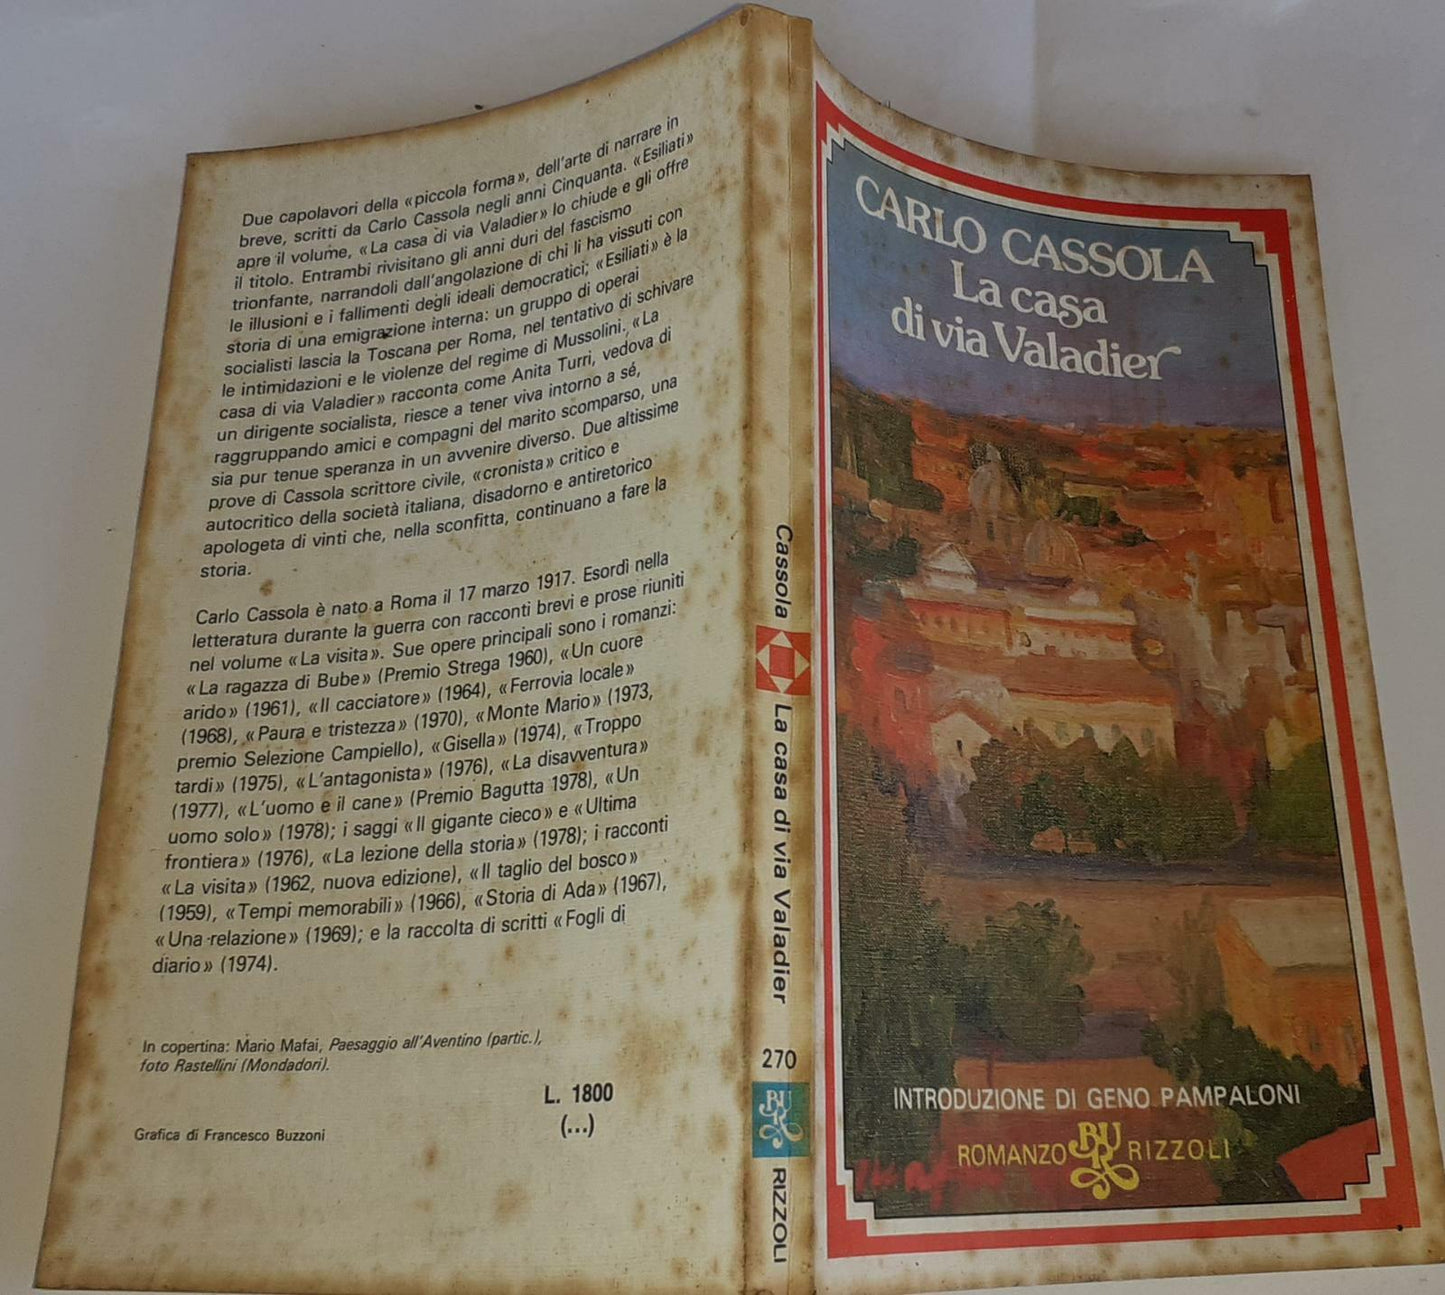 Due capolavori della «piccola forma», dell'arte di narrare in
breve, scritti da Carlo Cassola negli anni Cinquanta. «Esiliati»
apre il volume, «La casa di via Valadier» lo chiude e gli offre
il titolo. Entrambi rivisitano gli anni duri del fascismo
trionfante, narrandoli dall'angolazione di chi li ha vissuti con
le illusioni e i fallimenti degli ideali democratici; «Esiliati» è la
storia di una emigrazione interna: un gruppo di operai
socialisti lascia la Toscana per Roma, nel tentativo di schivare
le intimidazioni e le violenze del regime di Mussolini. «La
casa di via Valadier» racconta come Anita Turri, vedova di
un dirigente socialista, riesce a tener viva intorno a sé,
raggruppando amici e compagni del marito scomparso, una
sia pur tenue speranza in un avvenire diverso. Due altissime
prove di Cassola scrittore civile, «cronista» critico e
autocritico della società italiana, disadorno e antiretorico
apologeta di vinti che, nella sconfitta, continuano a fare la
storia.
Carlo Cassola è nato a Roma il 17 marzo 1917. Esordì nella
letteratura durante la guerra con racconti brevi e prose riuniti
nel volume «La visita». Sue opere principali sono i romanzi:
«La ragazza di Bube» (Premio Strega 1960), «Un cuore
arido» (1961), «Il cacciatore» (1964), «Ferrovia locale»
(1968), «Paura e tristezza» (1970), «Monte Mario» (1973,
premio Selezione Campiello), «Gisella» (1974), «Troppo
tardi» (1975), «L'antagonista» (1976), «La disavventura»
(1977), «L'uomo e il cane» (Premio Bagutta 1978), «Un
uomo solo» (1978); i saggi «Il gigante cieco» e «Ultima
frontiera» (1976), «La lezione della storia» (1978); i racconti
«La visita» (1962, nuova edizione), «Il taglio del bosco»
(1959), «Tempi memorabili» (1966), «Storia di Ada» (1967),
«Una relazione» (1969); e la raccolta di scritti «Fogli di
diario» (1974).
In copertina: Mario Mafai, Paesaggio all'Aventino (partic.),
foto Rastellini (Mondadori).
L. 1800
(...)
Grafica di Francesco Buzzoni
Cassola
La casa di via Valadier
270
BUR
RIZZOLI
CARLO CASSOLA
La casa
di via Valadier
INTRODUZIONE DI GENO PAMPALONI
ROMANZO BUR RIZZOLI